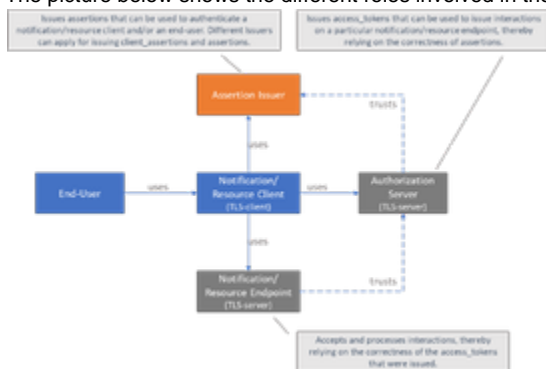 The picture below shows the different roles involved in the
Issues assertions that can be used to authenticate a
notification/resource client and/or an end-user. Different Issuers
can apply for issuing client_assertions and assertions.
Issues access_tokens that can be used to issue interactions
on a particular notification/resource endpoint, thereby
relying on the correctness of assertions.
Assertion Issuer
trusts
uses
End-User
uses
Notification/
Resource Client
(TLS-client)
uses
Authorization
Server
(TLS-server)
uses
trusts
Notification/
Resource Endpoint
(TLS-server)
Accepts and processes interactions, thereby
relying on the correctness of the access_tokens
that were issued.